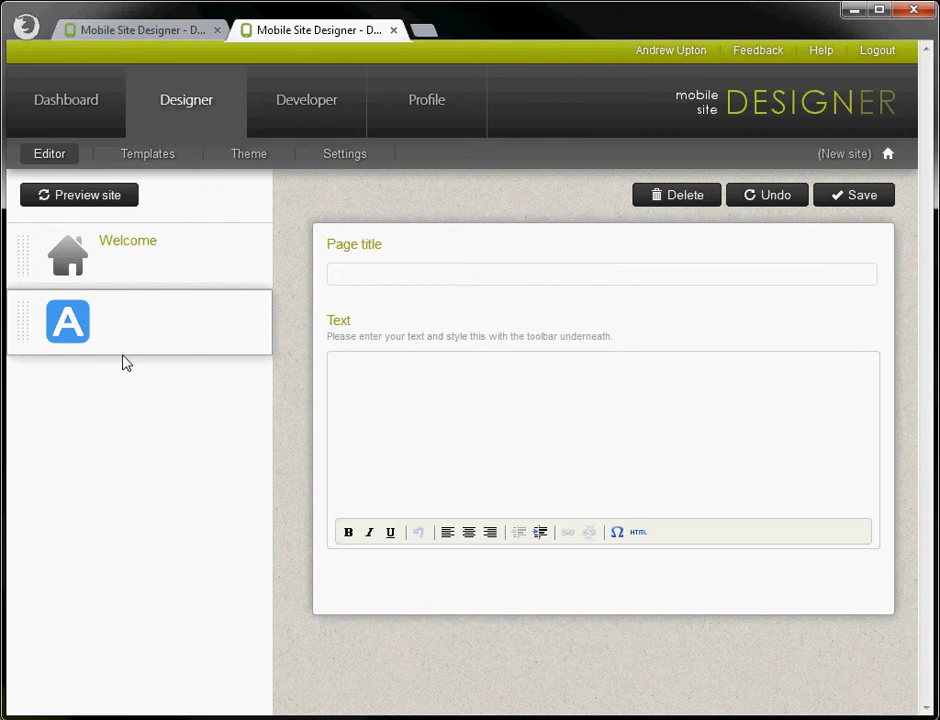 Mobile Site Designer - D...
Mobile Site Designer - D...
Andrew Upton
Feedback
Help
Logout
Dashboard
Designer
Developer
Profile
mobile
site DESIGNER
Editor
Templates
Theme
Settings
(New site)
Preview site
Delete
Undo
Save
Welcome
A
Page title
Text
Please enter your text and style this with the toolbar underneath.
B I U Ω HTML